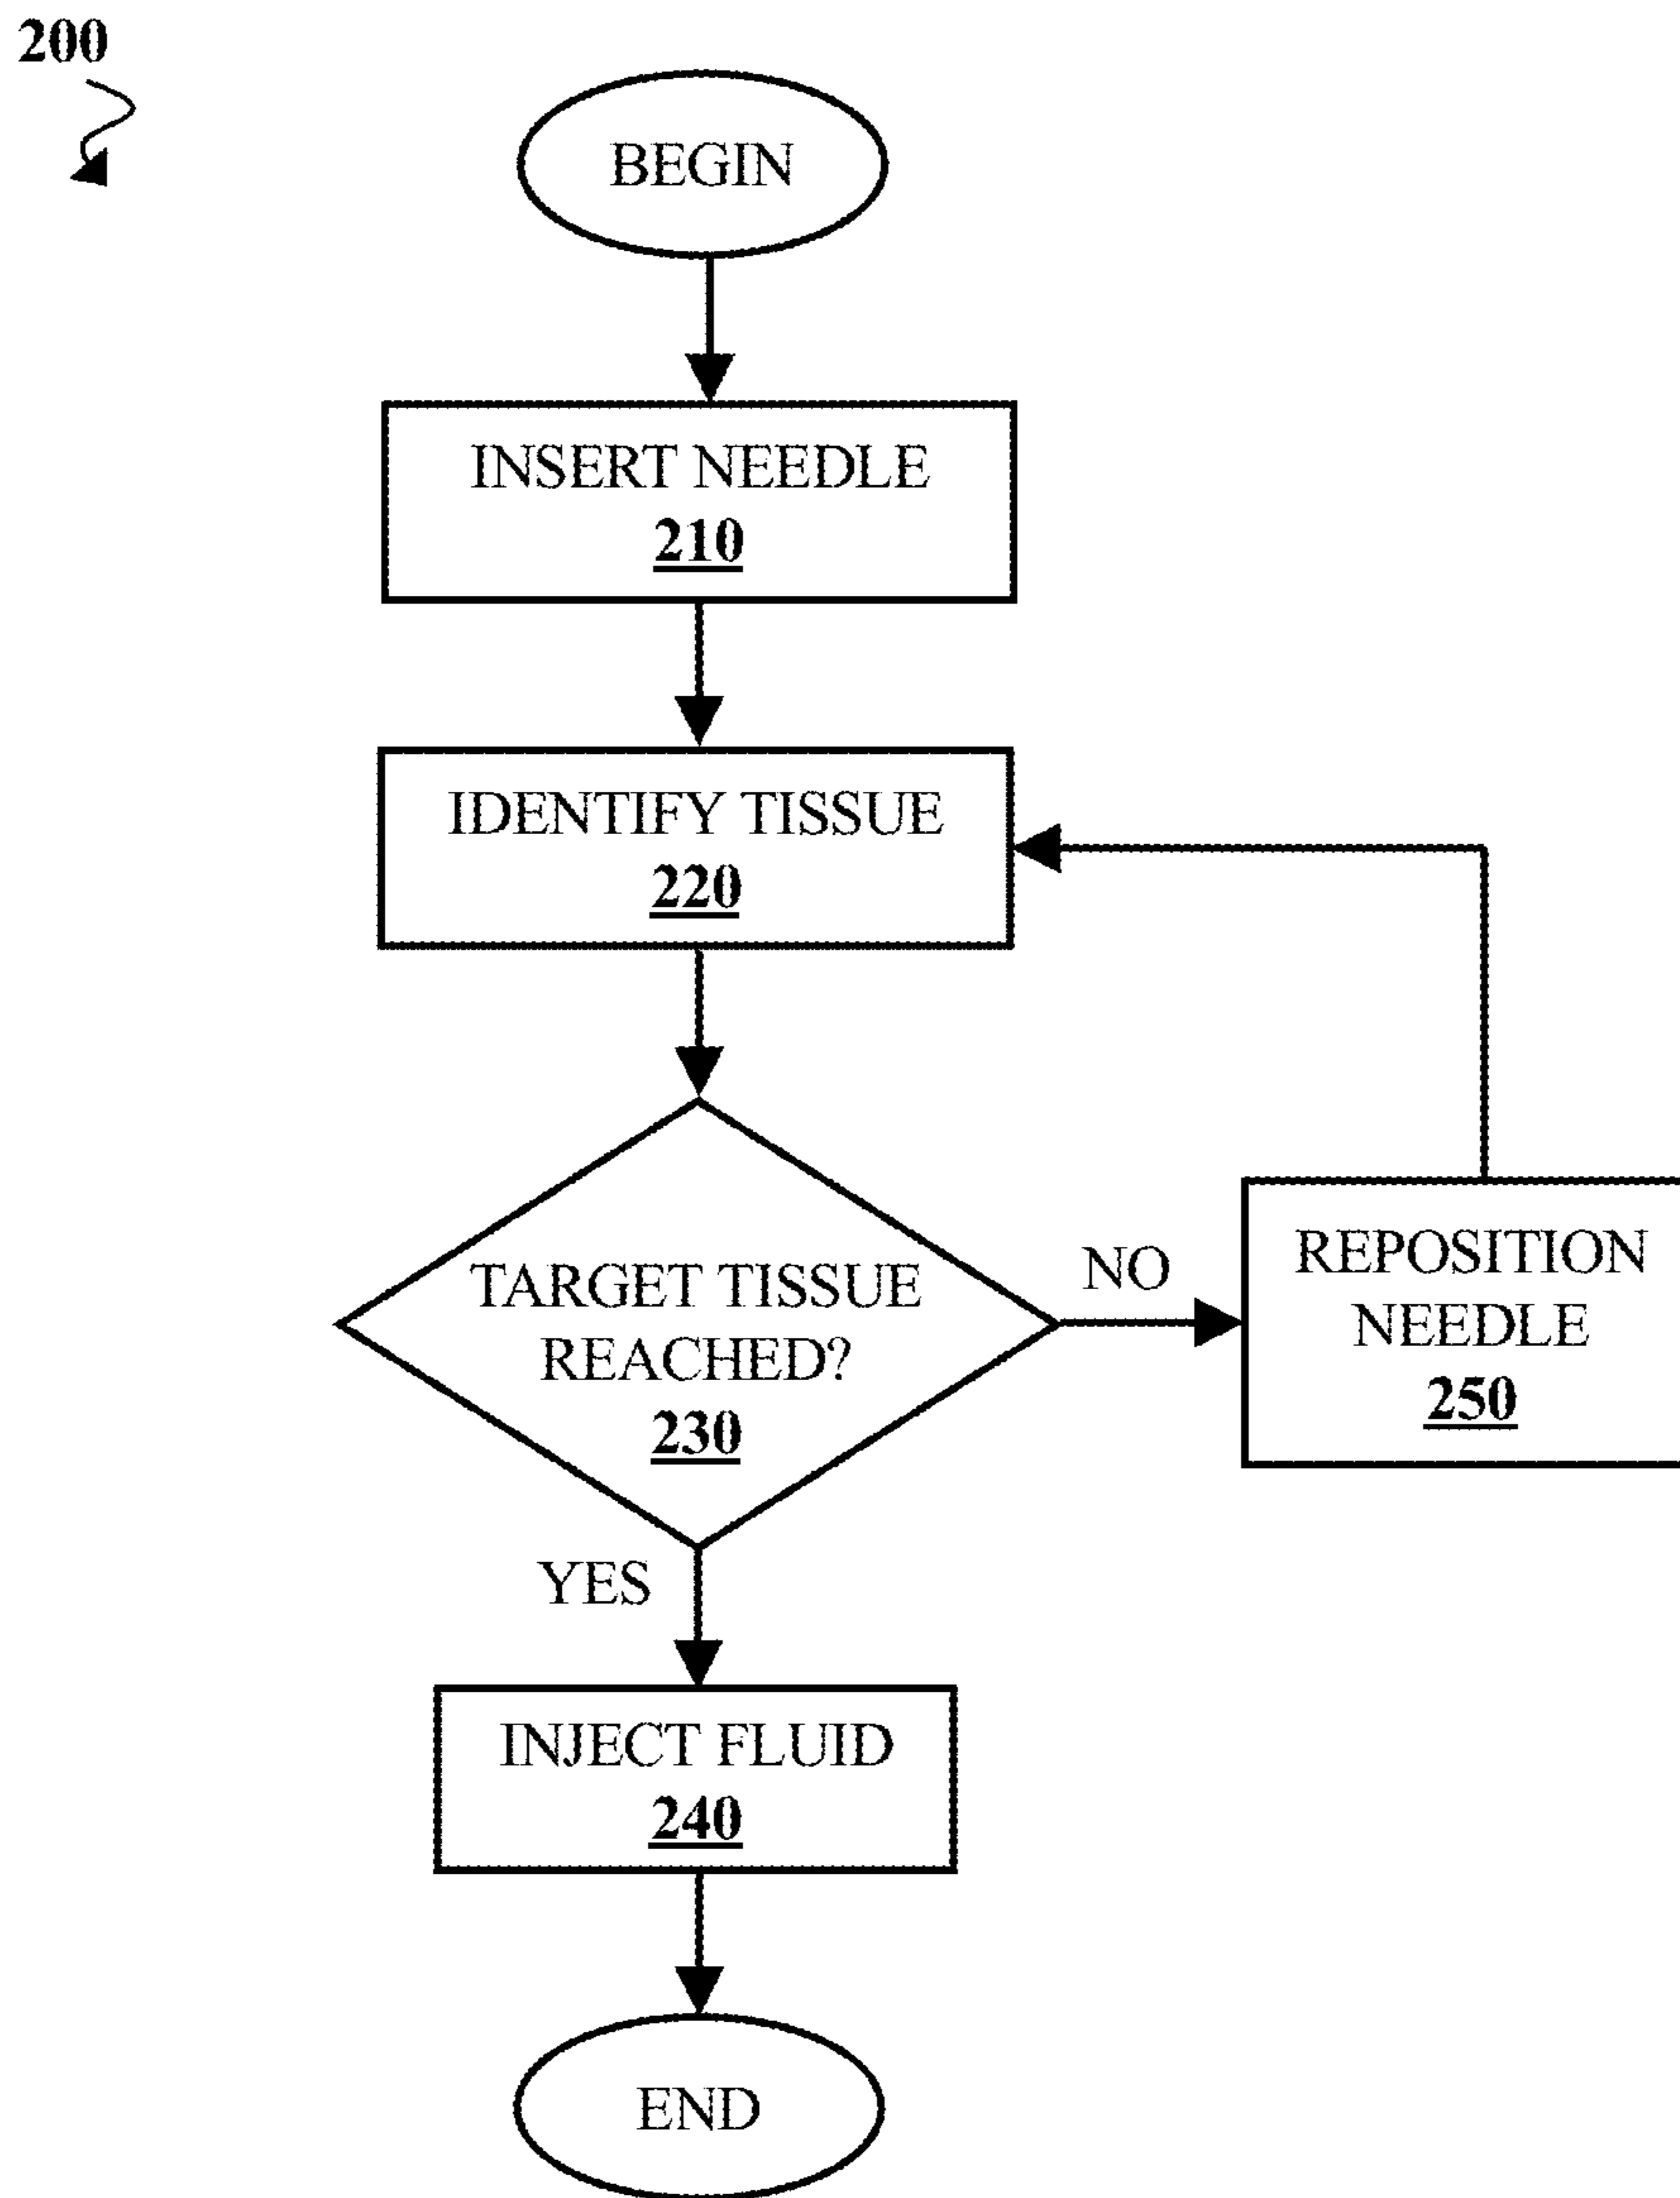 200
BEGIN
INSERT NEEDLE
210
IDENTIFY TISSUE
220
TARGET TISSUE
REACHED?
230
NO
REPOSITION
NEEDLE
250
YES
INJECT FLUID
240
END